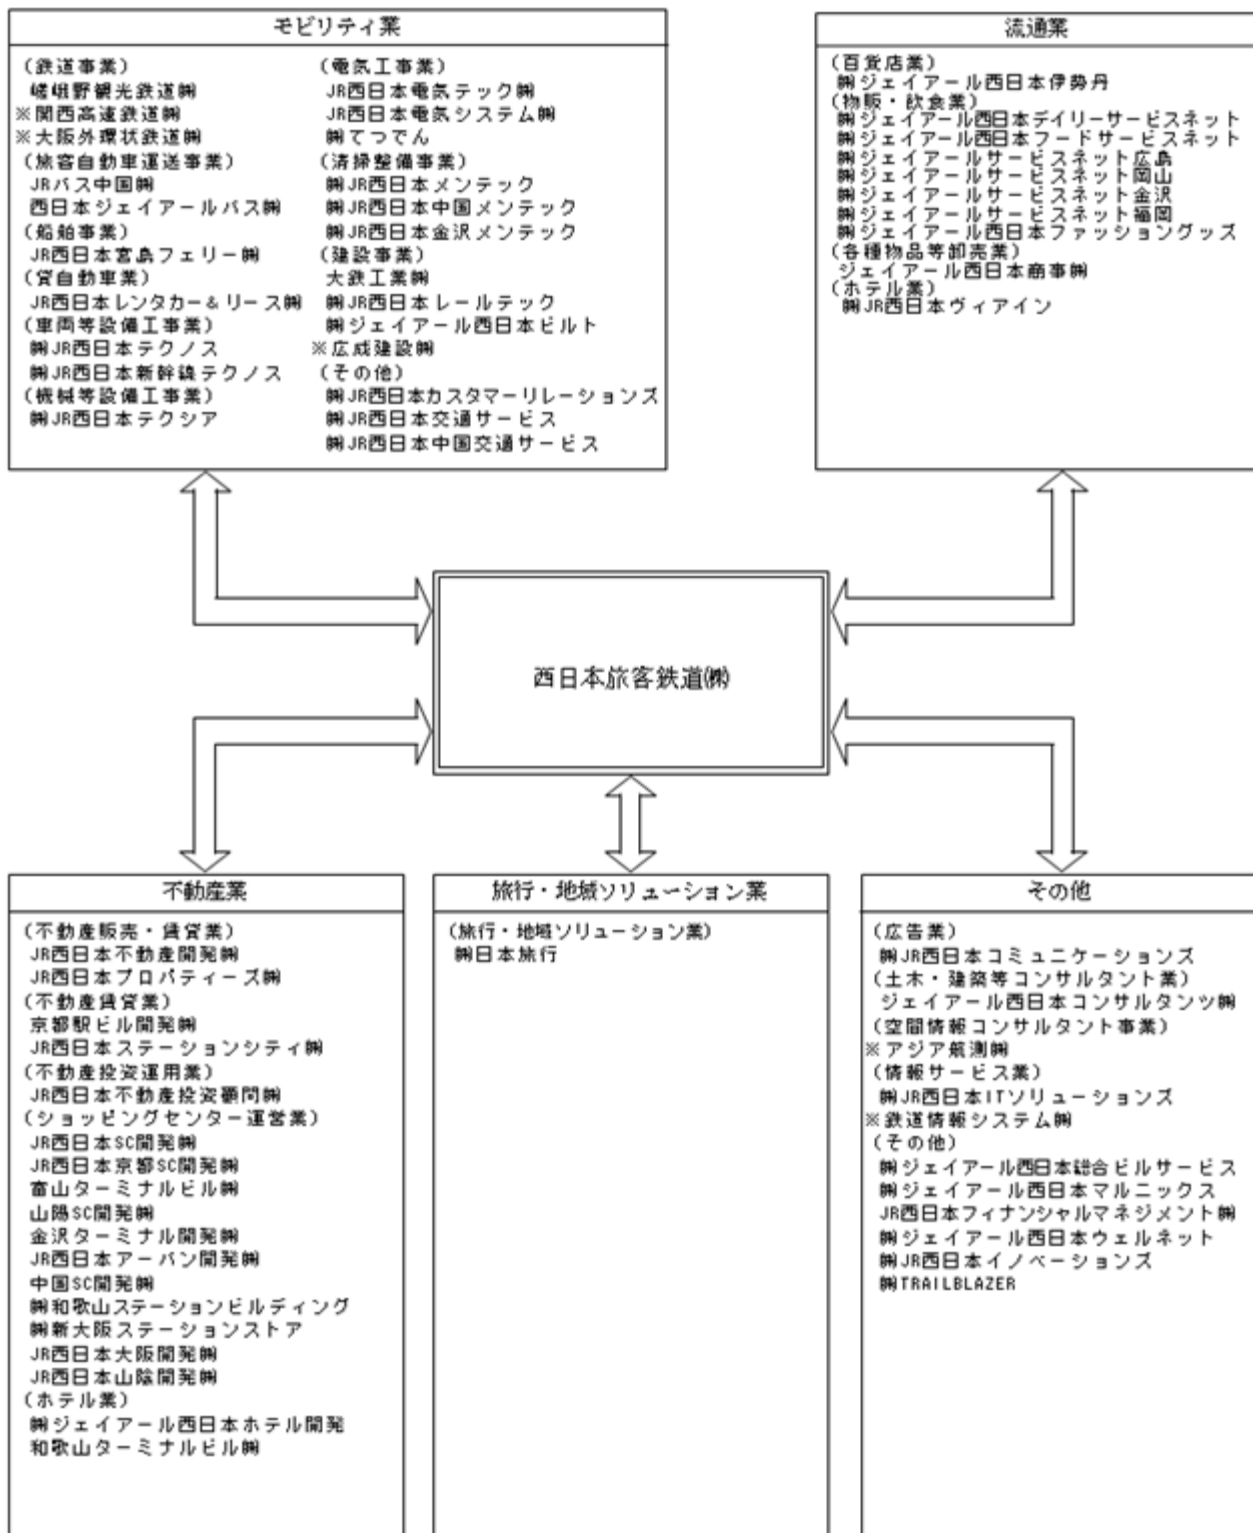 モビリティ業
(鉄道事業)
嵯峨野観光鉄道㈱
※関西高速鉄道㈱
※大阪外環状鉄道㈱
(旅客自動車運送事業)
JRバス中国㈱
西日本ジェイアールバス㈱
(船舶事業)
JR西日本宮島フェリー㈱
(貸自動車業)
JR西日本レンタカー&リース㈱
(車両等設備工事業)
㈱JR西日本テクノス
㈱JR西日本新幹線テクノス
(機械等設備工事業)
㈱JR西日本テクシア
(電気工事業)
JR西日本電気テック㈱
JR西日本電気システム㈱
㈱てつでん
(清掃整備事業)
㈱JR西日本メンテック
㈱JR西日本中国メンテック
㈱JR西日本金沢メンテック
(建設事業)
大鉄工業㈱
㈱JR西日本レールテック
㈱ジェイアール西日本ビルト
※広成建設㈱
(その他)
㈱JR西日本カスタマーリレーションズ
㈱JR西日本交通サービス
㈱JR西日本中国交通サービス
流通業
(百貨店業)
㈱ジェイアール西日本伊勢丹
(物販・飲食業)
㈱ジェイアール西日本デイリーサービスネット
㈱ジェイアール西日本フードサービスネット
㈱ジェイアールサービスネット広島
㈱ジェイアールサービスネット岡山
㈱ジェイアールサービスネット金沢
㈱ジェイアールサービスネット福岡
㈱ジェイアール西日本ファッショングッズ
(各種物品等卸売業)
ジェイアール西日本商事㈱
(ホテル業)
㈱JR西日本ヴィアイン
西日本旅客鉄道㈱
不動産業
(不動産販売・賃貸業)
JR西日本不動産開発㈱
JR西日本プロパティーズ㈱
(不動産賃貸業)
京都駅ビル開発㈱
JR西日本ステーションシティ㈱
(不動産投資運用業)
JR西日本不動産投資顧問㈱
(ショッピングセンター運営業)
JR西日本SC開発㈱
JR西日本京都SC開発㈱
富山ターミナルビル㈱
山陽SC開発㈱
金沢ターミナル開発㈱
JR西日本アーバン開発㈱
中国SC開発㈱
㈱和歌山ステーションビルディング
㈱新大阪ステーションストア
JR西日本大阪開発㈱
JR西日本山陰開発㈱
(ホテル業)
㈱ジェイアール西日本ホテル開発
和歌山ターミナルビル㈱
旅行・地域ソリューション業
(旅行・地域ソリューション業)
㈱日本旅行
その他
(広告業)
㈱JR西日本コミュニケーションズ
(土木・建築等コンサルタント業)
ジェイアール西日本コンサルタンツ㈱
(空間情報コンサルタント事業)
※アジア航測㈱
(情報サービス業)
㈱JR西日本ITソリューションズ
※鉄道情報システム㈱
(その他)
㈱ジェイアール西日本総合ビルサービス
㈱ジェイアール西日本マルニックス
JR西日本フィナンシャルマネジメント㈱
㈱ジェイアール西日本ウェルネット
㈱JR西日本イノベーションズ
㈱TRAILBLAZER